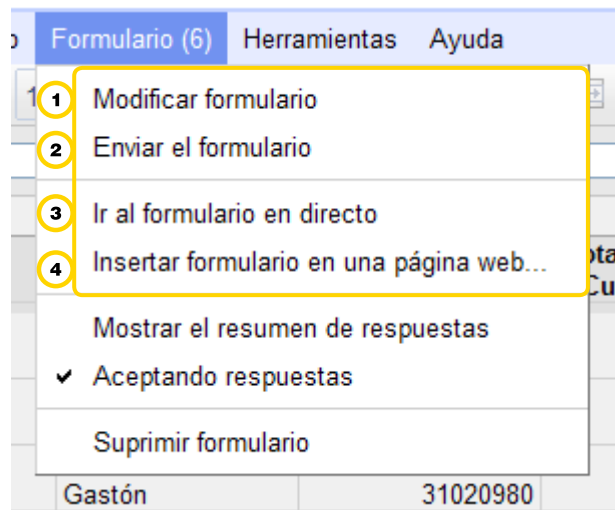 Formulario (6) Herramientas Ayuda
1 Modificar formulario
2 Enviar el formulario
3 Ir al formulario en directo
4 Insertar formulario en una página web...
Mostrar el resumen de respuestas
Aceptando respuestas
Suprimir formulario
Gastón 31020980